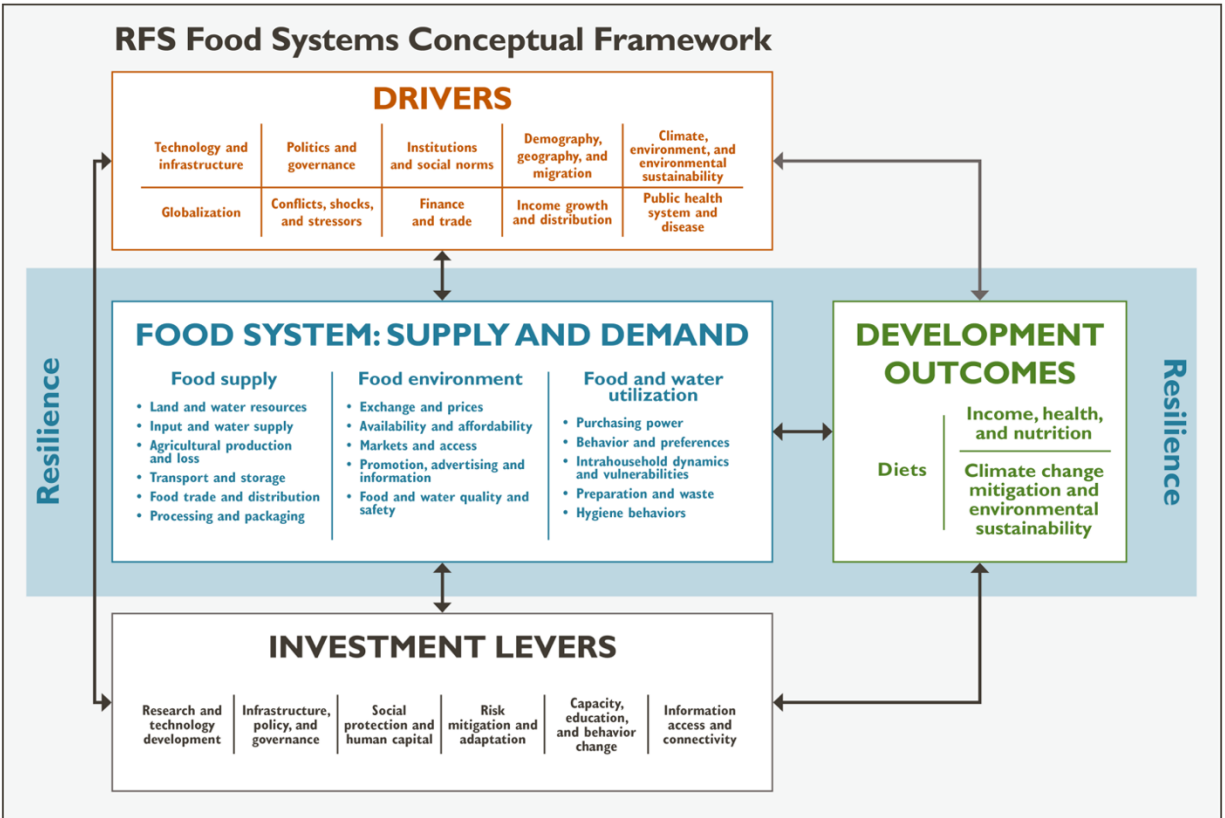 RFS Food Systems Conceptual Framework
DRIVERS
Technology and
infrastructure
Politics and
governance
Institutions
and social norms
Demography,
geography, and
migration
Climate,
environment, and
environmental
sustainability
Globalization
Conflicts, shocks,
and stressors
Finance
and trade
Income growth
and distribution
Public health
system and
disease
Resilience
FOOD SYSTEM: SUPPLY AND DEMAND
Food supply
• Land and water resources
• Input and water supply
• Agricultural production
and loss
• Transport and storage
• Food trade and distribution
• Processing and packaging
Food environment
• Exchange and prices
• Availability and affordability
• Markets and access
• Promotion, advertising and
information
• Food and water quality and
safety
Food and water
utilization
• Purchasing power
• Behavior and preferences
• Intrahousehold dynamics
and vulnerabilities
• Preparation and waste
• Hygiene behaviors
DEVELOPMENT
OUTCOMES
Diets
Income, health,
and nutrition
Climate change
mitigation and
environmental
sustainability
Resilience
INVESTMENT LEVERS
Research and
technology
development
Infrastructure,
policy, and
governance
Social
protection and
human capital
Risk
mitigation and
adaptation
Capacity,
education,
and behavior
change
Information
access and
connectivity